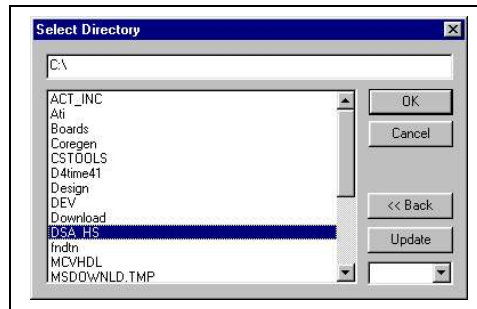 Select Directory
C:\
ACT_INC
Ati
Boards
Coregen
CSTOOLS
D4time41
Design
DEV
Download
DSA_HS
fndtn
MCVHDL
MSDOWNLD.TMP
OK
Cancel
<< Back
Update